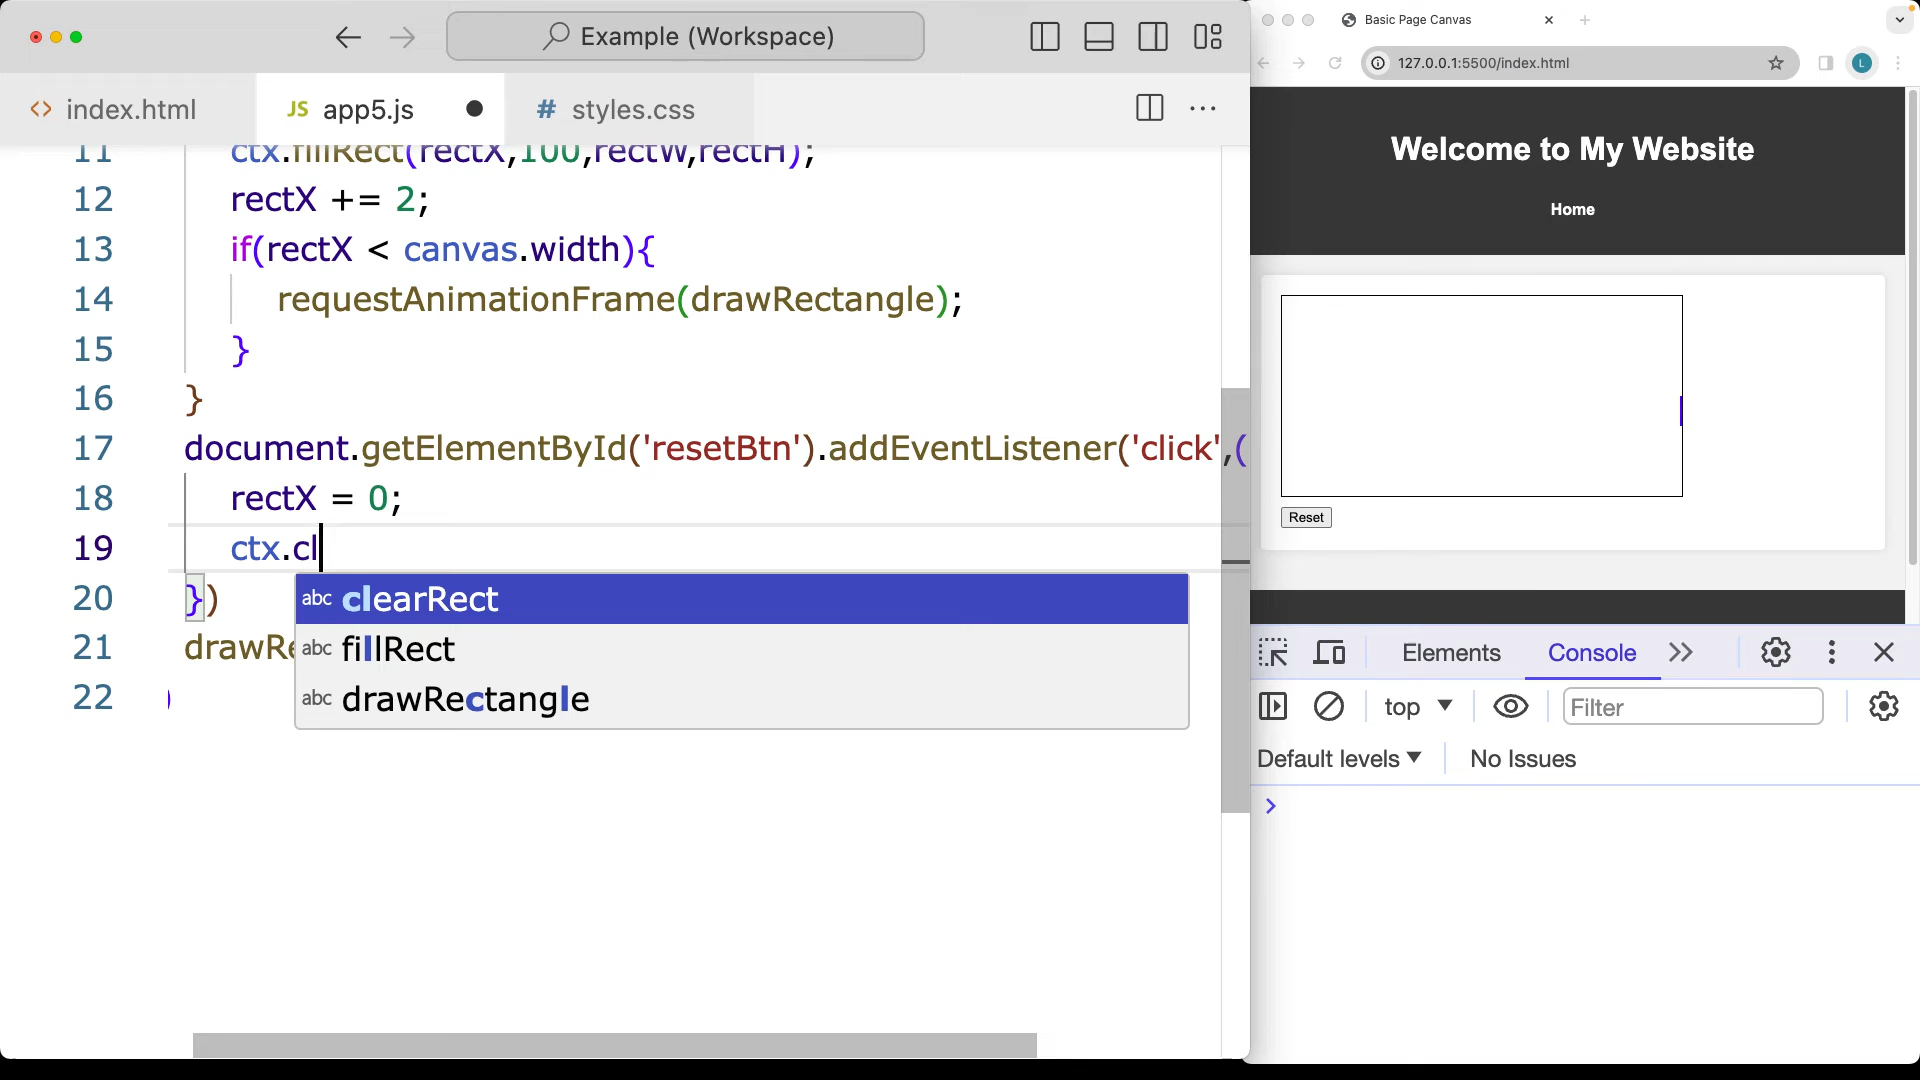 Example (Workspace)
index.html
JS app5.js
# styles.css
11 ctx.fillRect(rectX,100,rectW,rectH);
12 rectX += 2;
13 if(rectX < canvas.width){
14 requestAnimationFrame(drawRectangle);
15 }
16 }
17 document.getElementById('resetBtn').addEventListener('click',(
18 rectX = 0;
19 ctx.cl
20 })
21 drawRe
22 )
abc clearRect
abc fillRect
abc drawRectangle
Basic Page Canvas
127.0.0.1:5500/index.html
L
Welcome to My Website
Home
Reset
Elements
Console
top
Filter
Default levels
No Issues